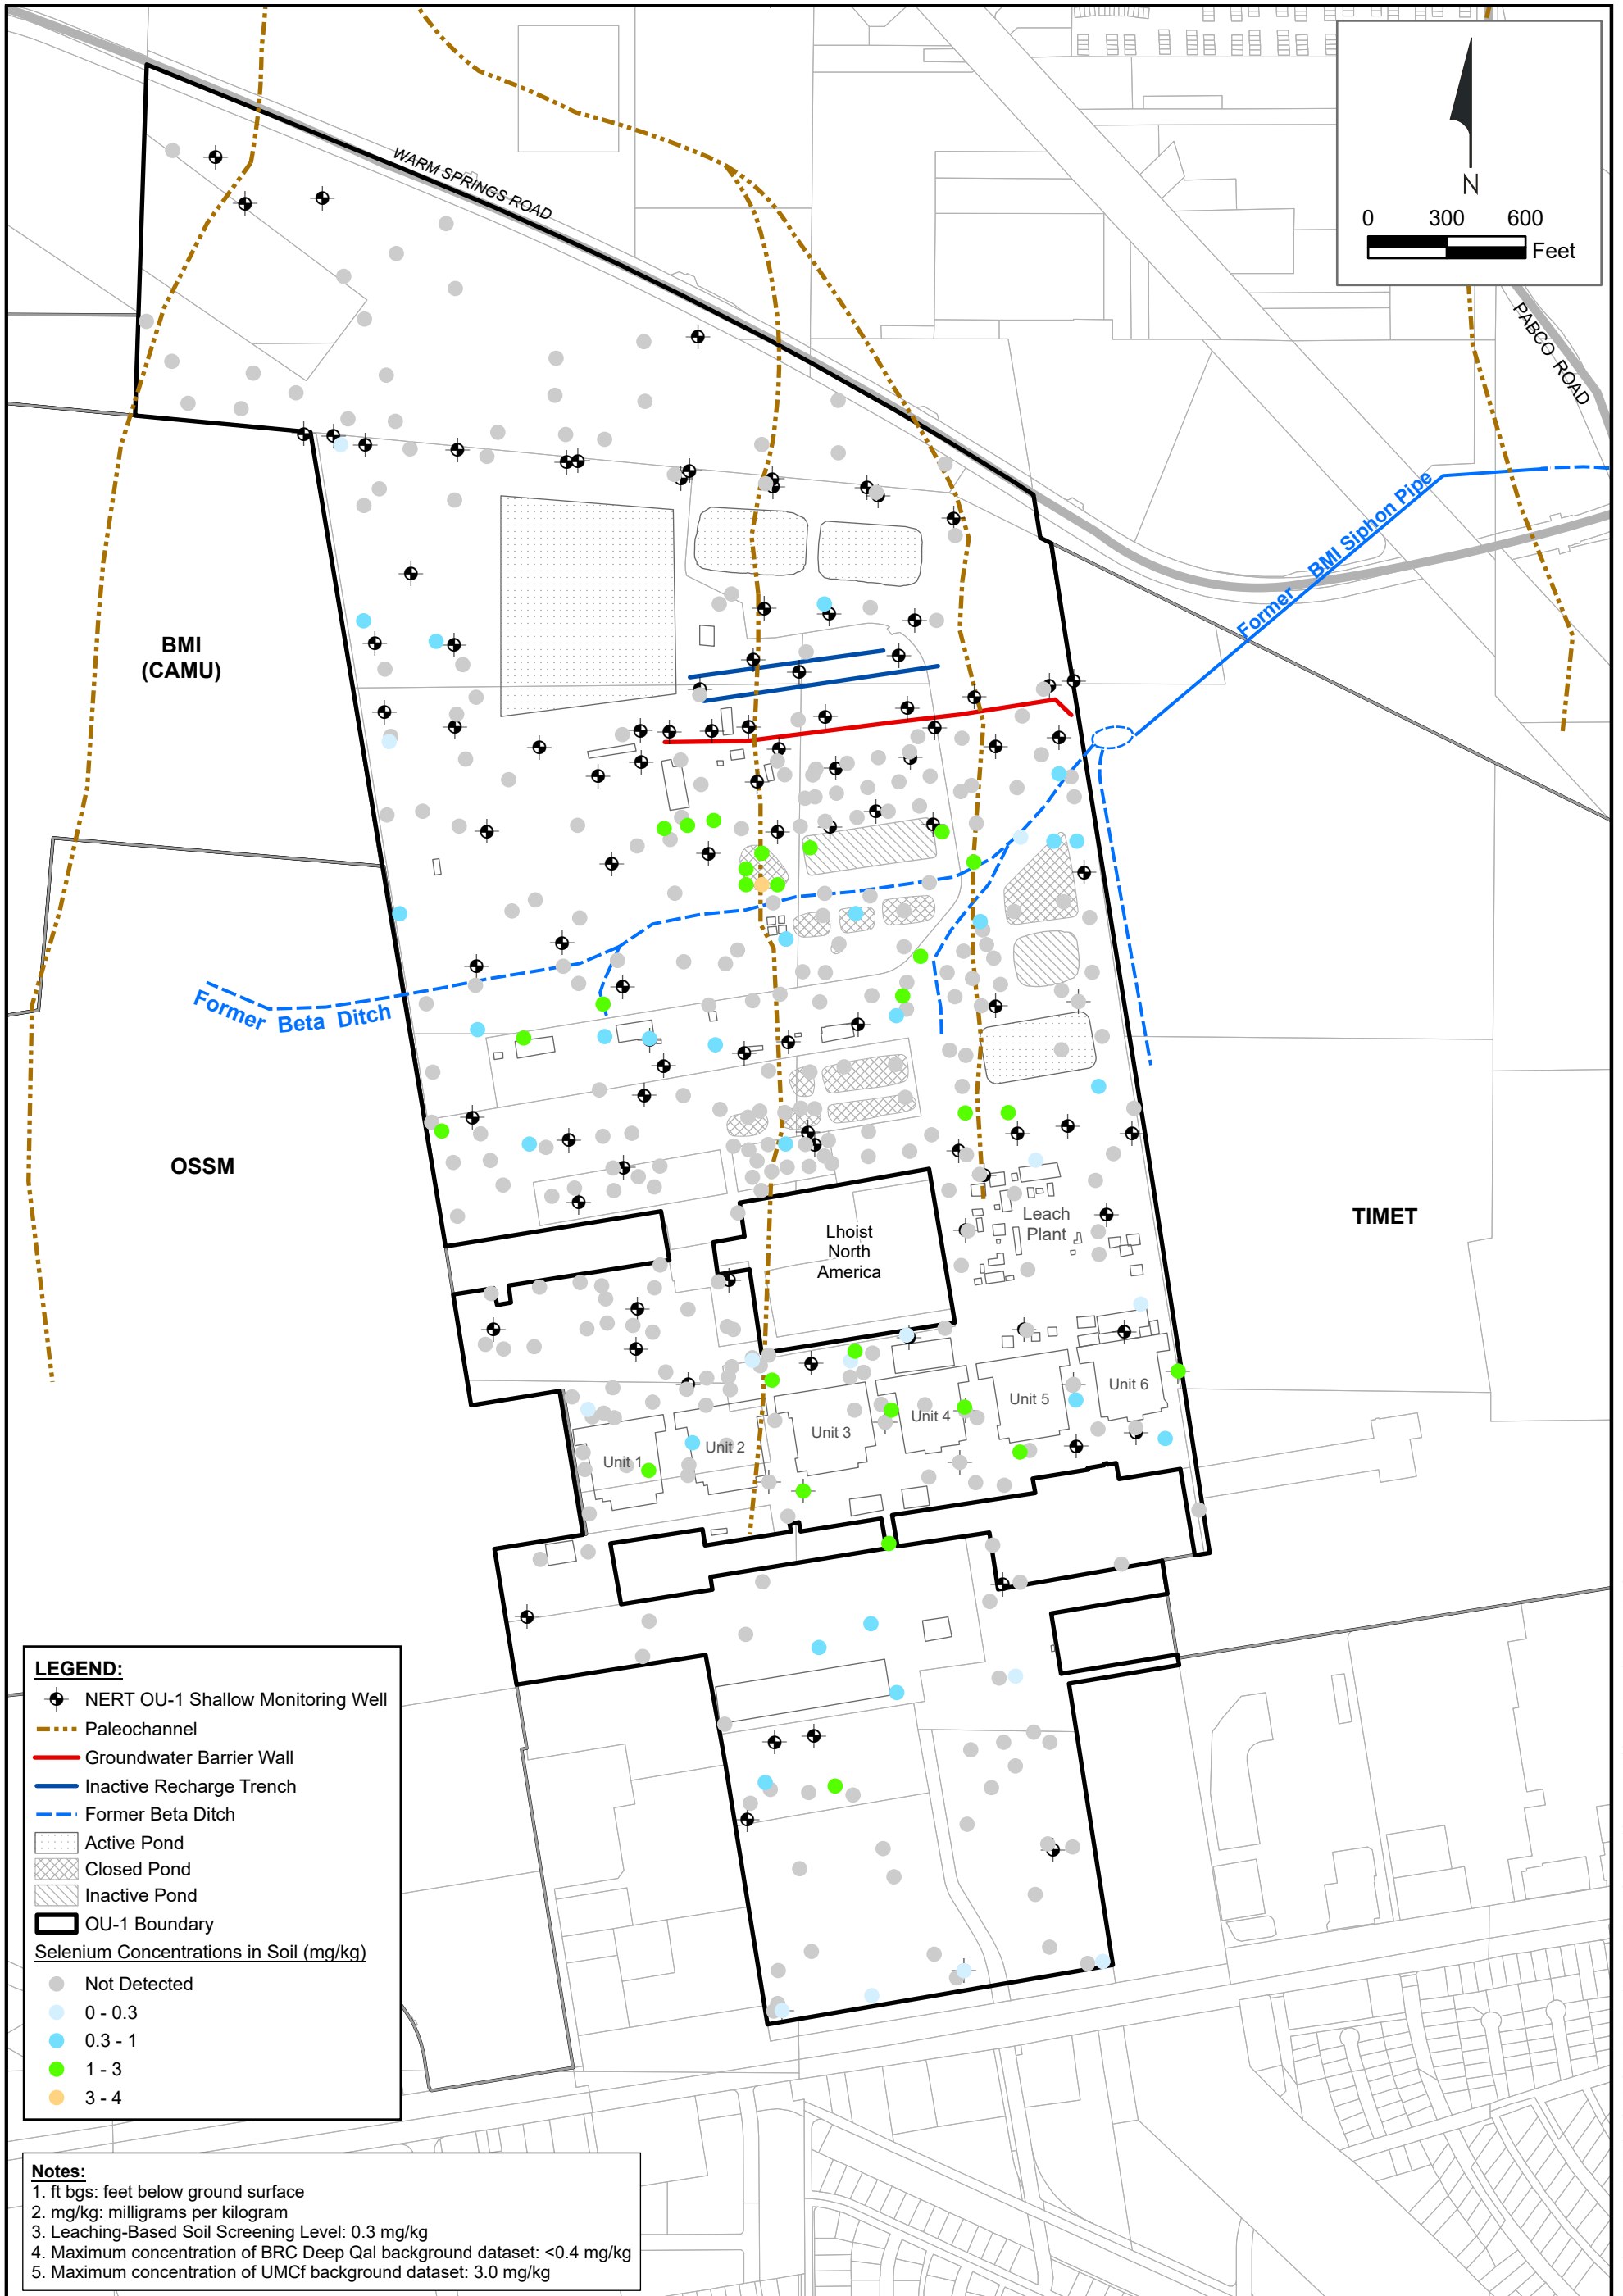 N
0 300 600
Feet
WARM SPRINGS ROAD
PABCO ROAD
Former BMI Siphon Pipe
BMI
(CAMU)
Former Beta Ditch
OSSM
TIMET
Lhoist
North
America
Leach
Plant
Unit 1
Unit 2
Unit 3
Unit 4
Unit 5
Unit 6
LEGEND:
NERT OU-1 Shallow Monitoring Well
Paleochannel
Groundwater Barrier Wall
Inactive Recharge Trench
Former Beta Ditch
Active Pond
Closed Pond
Inactive Pond
OU-1 Boundary
Selenium Concentrations in Soil (mg/kg)
Not Detected
0 - 0.3
0.3 - 1
1 - 3
3 - 4
Notes:
1. ft bgs: feet below ground surface
2. mg/kg: milligrams per kilogram
3. Leaching-Based Soil Screening Level: 0.3 mg/kg
4. Maximum concentration of BRC Deep Qal background dataset: <0.4 mg/kg
5. Maximum concentration of UMCf background dataset: 3.0 mg/kg